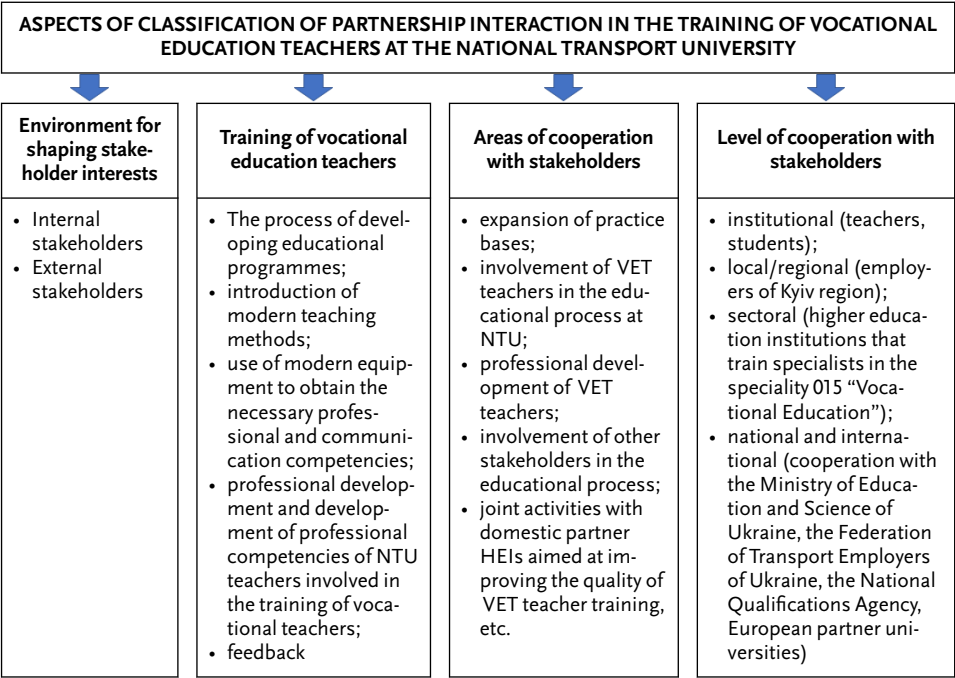 ASPECTS OF CLASSIFICATION OF PARTNERSHIP INTERACTION IN THE TRAINING OF VOCATIONAL
EDUCATION TEACHERS AT THE NATIONAL TRANSPORT UNIVERSITY
Environment for
shaping stake-
holder interests
• Internal
stakeholders
• External
stakeholders
Training of vocational
education teachers
• The process of devel-
oping educational
programmes;
• introduction of
modern teaching
methods;
• use of modern equip-
ment to obtain the
necessary profes-
sional and communi-
cation competencies;
• professional develop-
ment and develop-
ment of professional
competencies of NTU
teachers involved in
the training of voca-
tional teachers;
• feedback
Areas of cooperation
with stakeholders
• expansion of practice
bases;
• involvement of VET
teachers in the edu-
cational process at
NTU;
• professional devel-
opment of VET
teachers;
• involvement of other
stakeholders in the
educational process;
• joint activities with
domestic partner
HEIs aimed at im-
proving the quality of
VET teacher training,
etc.
Level of cooperation with
stakeholders
• institutional (teachers,
students);
• local/regional (employ-
ers of Kyiv region);
• sectoral (higher educa-
tion institutions that
train specialists in the
speciality 015 “Voca-
tional Education”);
• national and interna-
tional (cooperation with
the Ministry of Educa-
tion and Science of
Ukraine, the Federation
of Transport Employers
of Ukraine, the National
Qualifications Agency,
European partner uni-
versities)